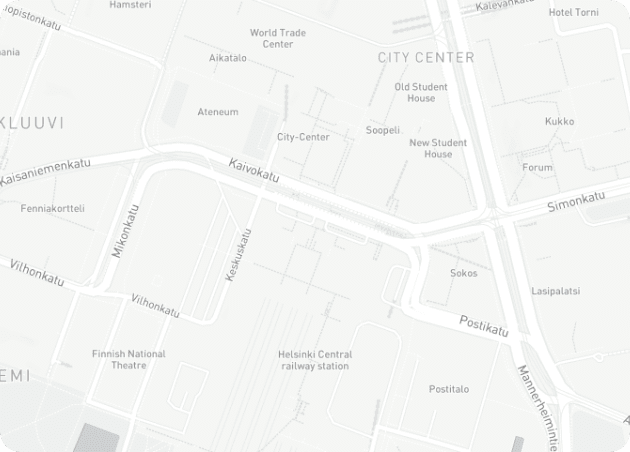 Hamsteri
Kalevankatu
Hotel Torni
World Trade
Center
CITY CENTER
Aikatalo
Old Student
House
Ateneum
KLUUVI
City-Center
Soopeli
Kukko
New Student
House
Kaisaniemenkatu
Kaivokatu
Forum
Simonkatu
Fenniakortteli
Mikonkatu
Keskuskatu
Vilhonkatu
Sokos
Lasipalatsi
Vilhonkatu
Postikatu
Finnish National
Theatre
Helsinki Central
railway station
EMI
Postitalo
Mannerheimintie